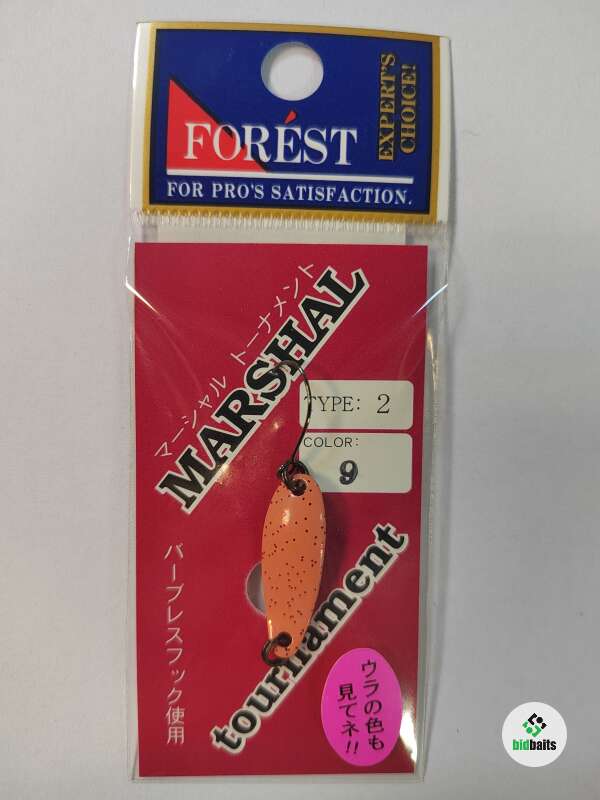 FORÉST
EXPERT'S
CHOICE!
FOR PRO'S SATISFACTION.
マーシャル トーナメント
MARSHAL
TYPE: 2
COLOR:
9
tournament
バーブレスフック使用
ウラの色も
見てネ!!
bidbaits